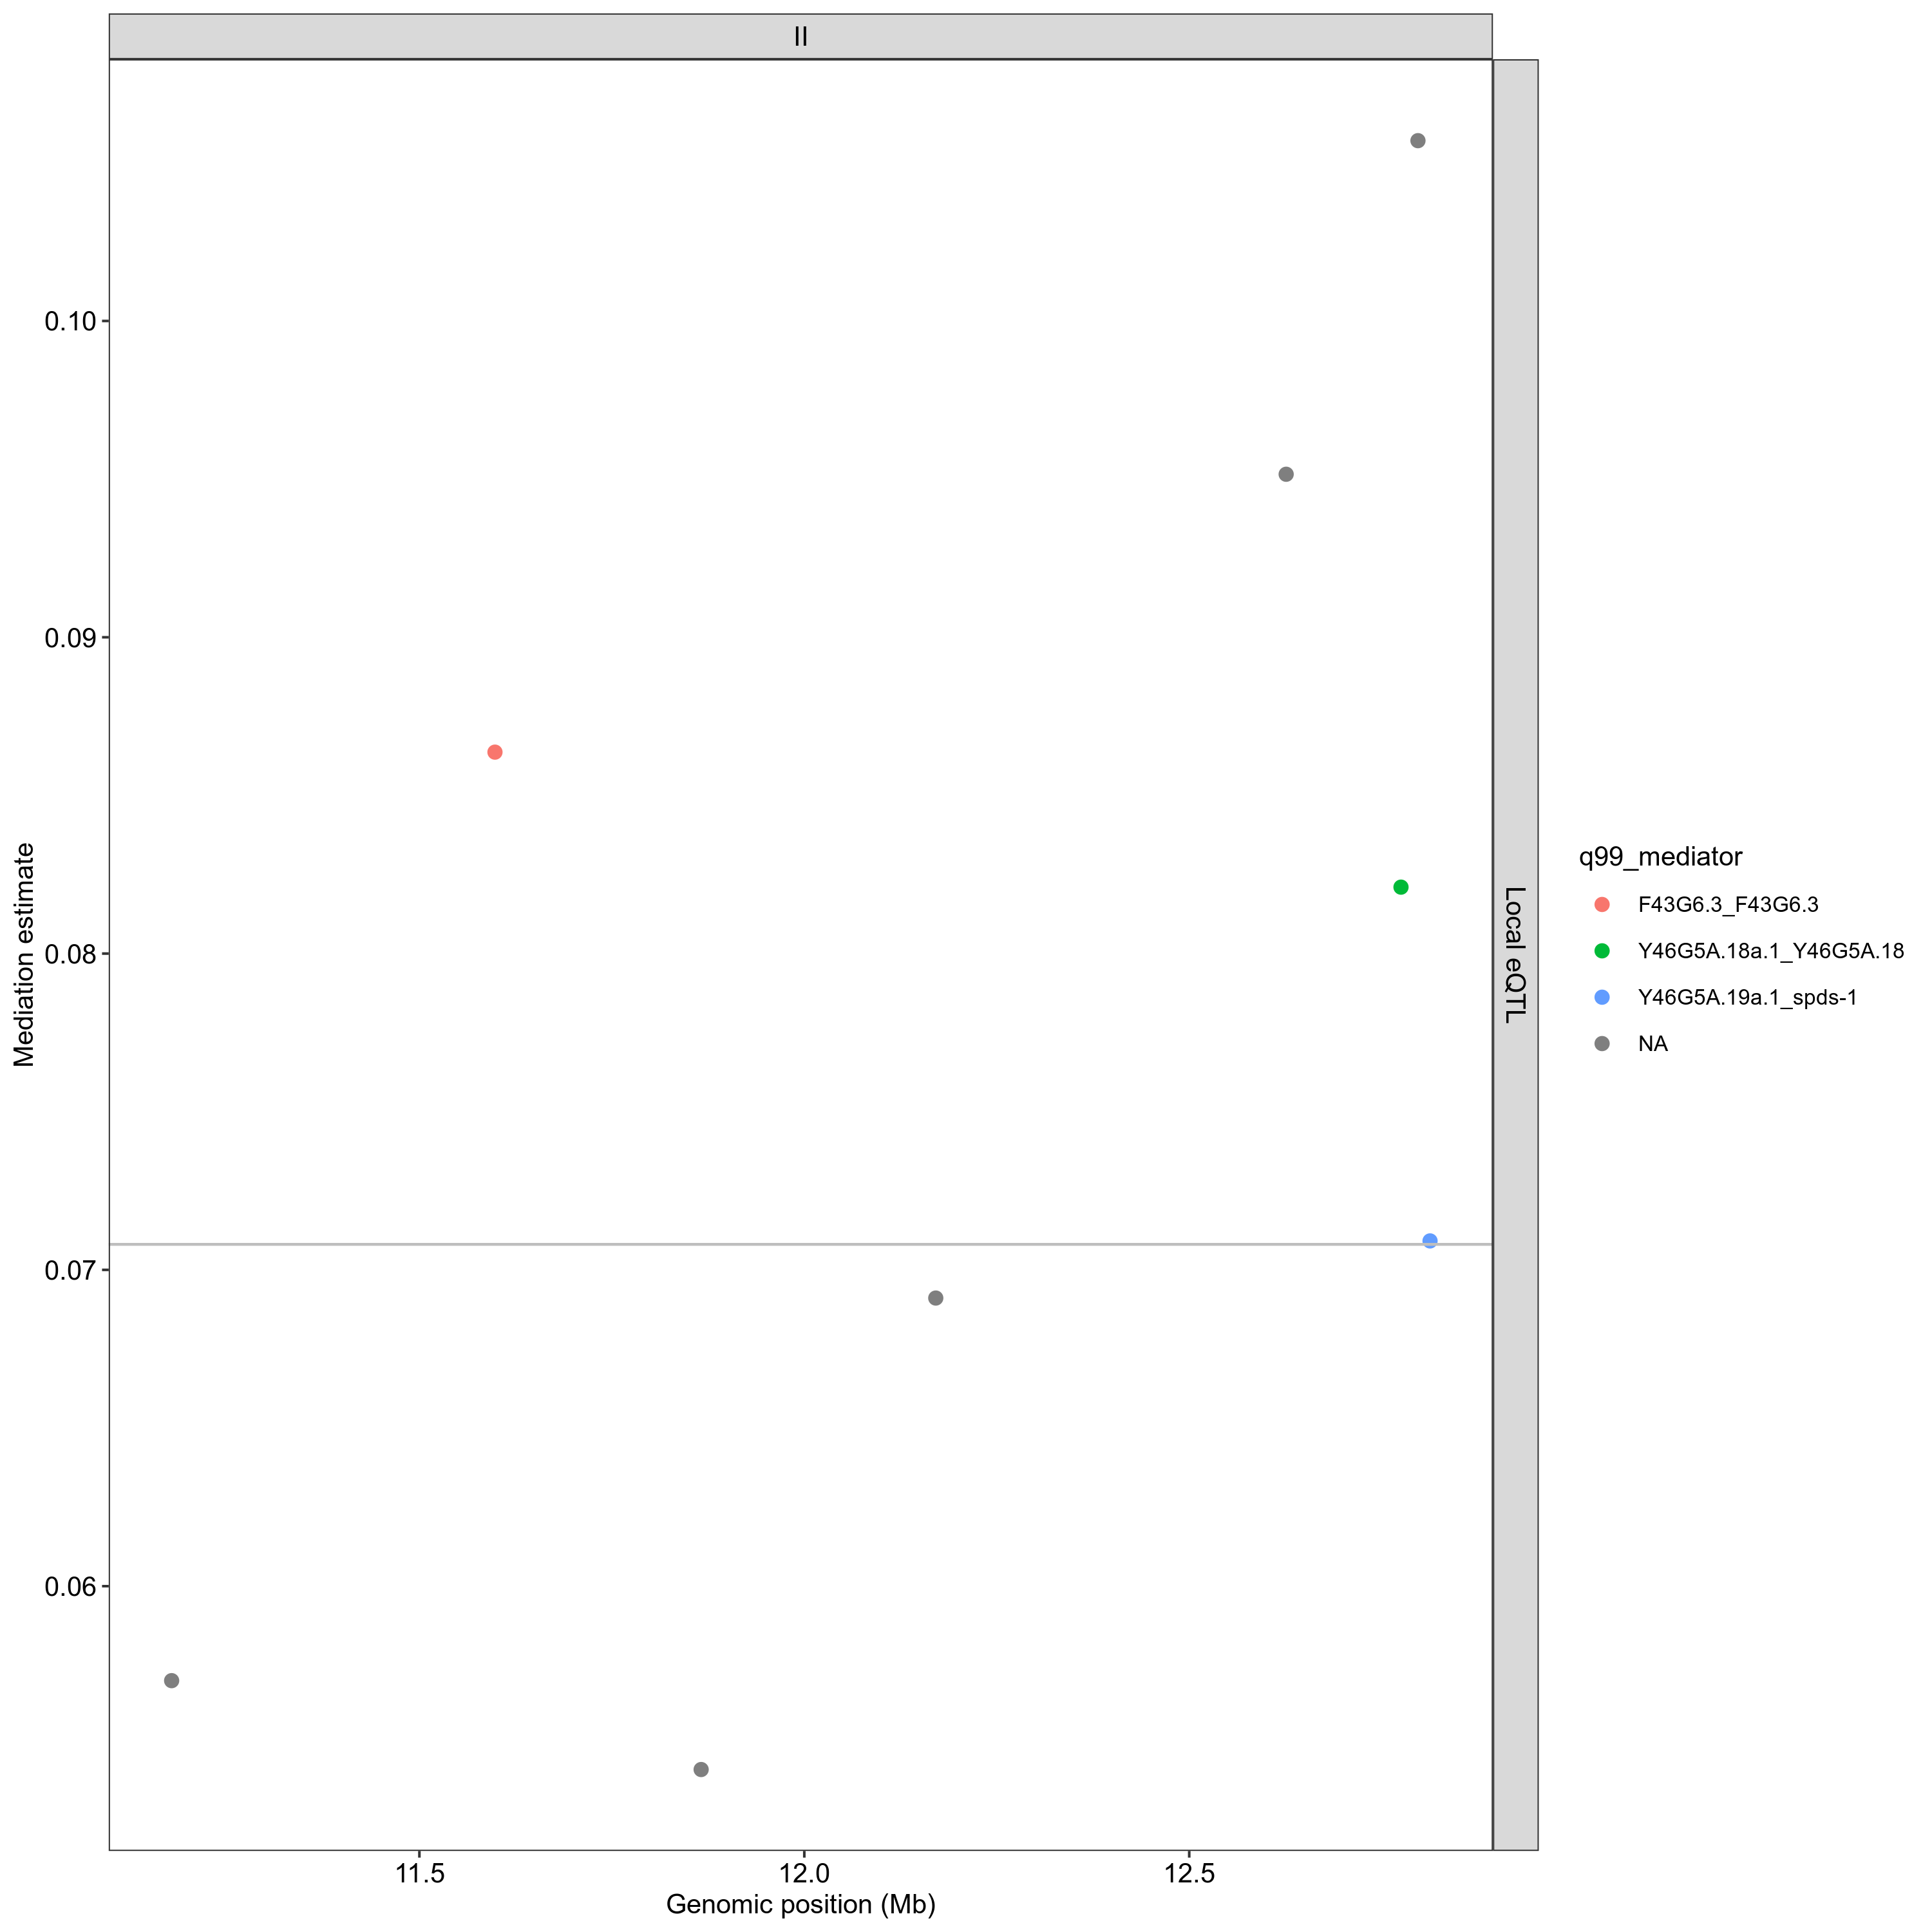 II
0.10
0.09
0.08
0.07
0.06
Mediation estimate
11.5
12.0
12.5
Genomic position (Mb)
Local eQTL
q99_mediator
F43G6.3_F43G6.3
Y46G5A.18a.1_Y46G5A.18
Y46G5A.19a.1_spds-1
NA